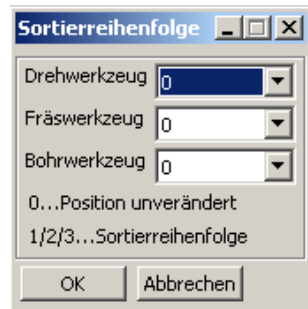 Sortierreihenfolge
Drehwerkzeug 0
Fräswerkzeug 0
Bohrwerkzeug 0
0...Position unverändert
1/2/3...Sortierreihenfolge
OK Abbrechen